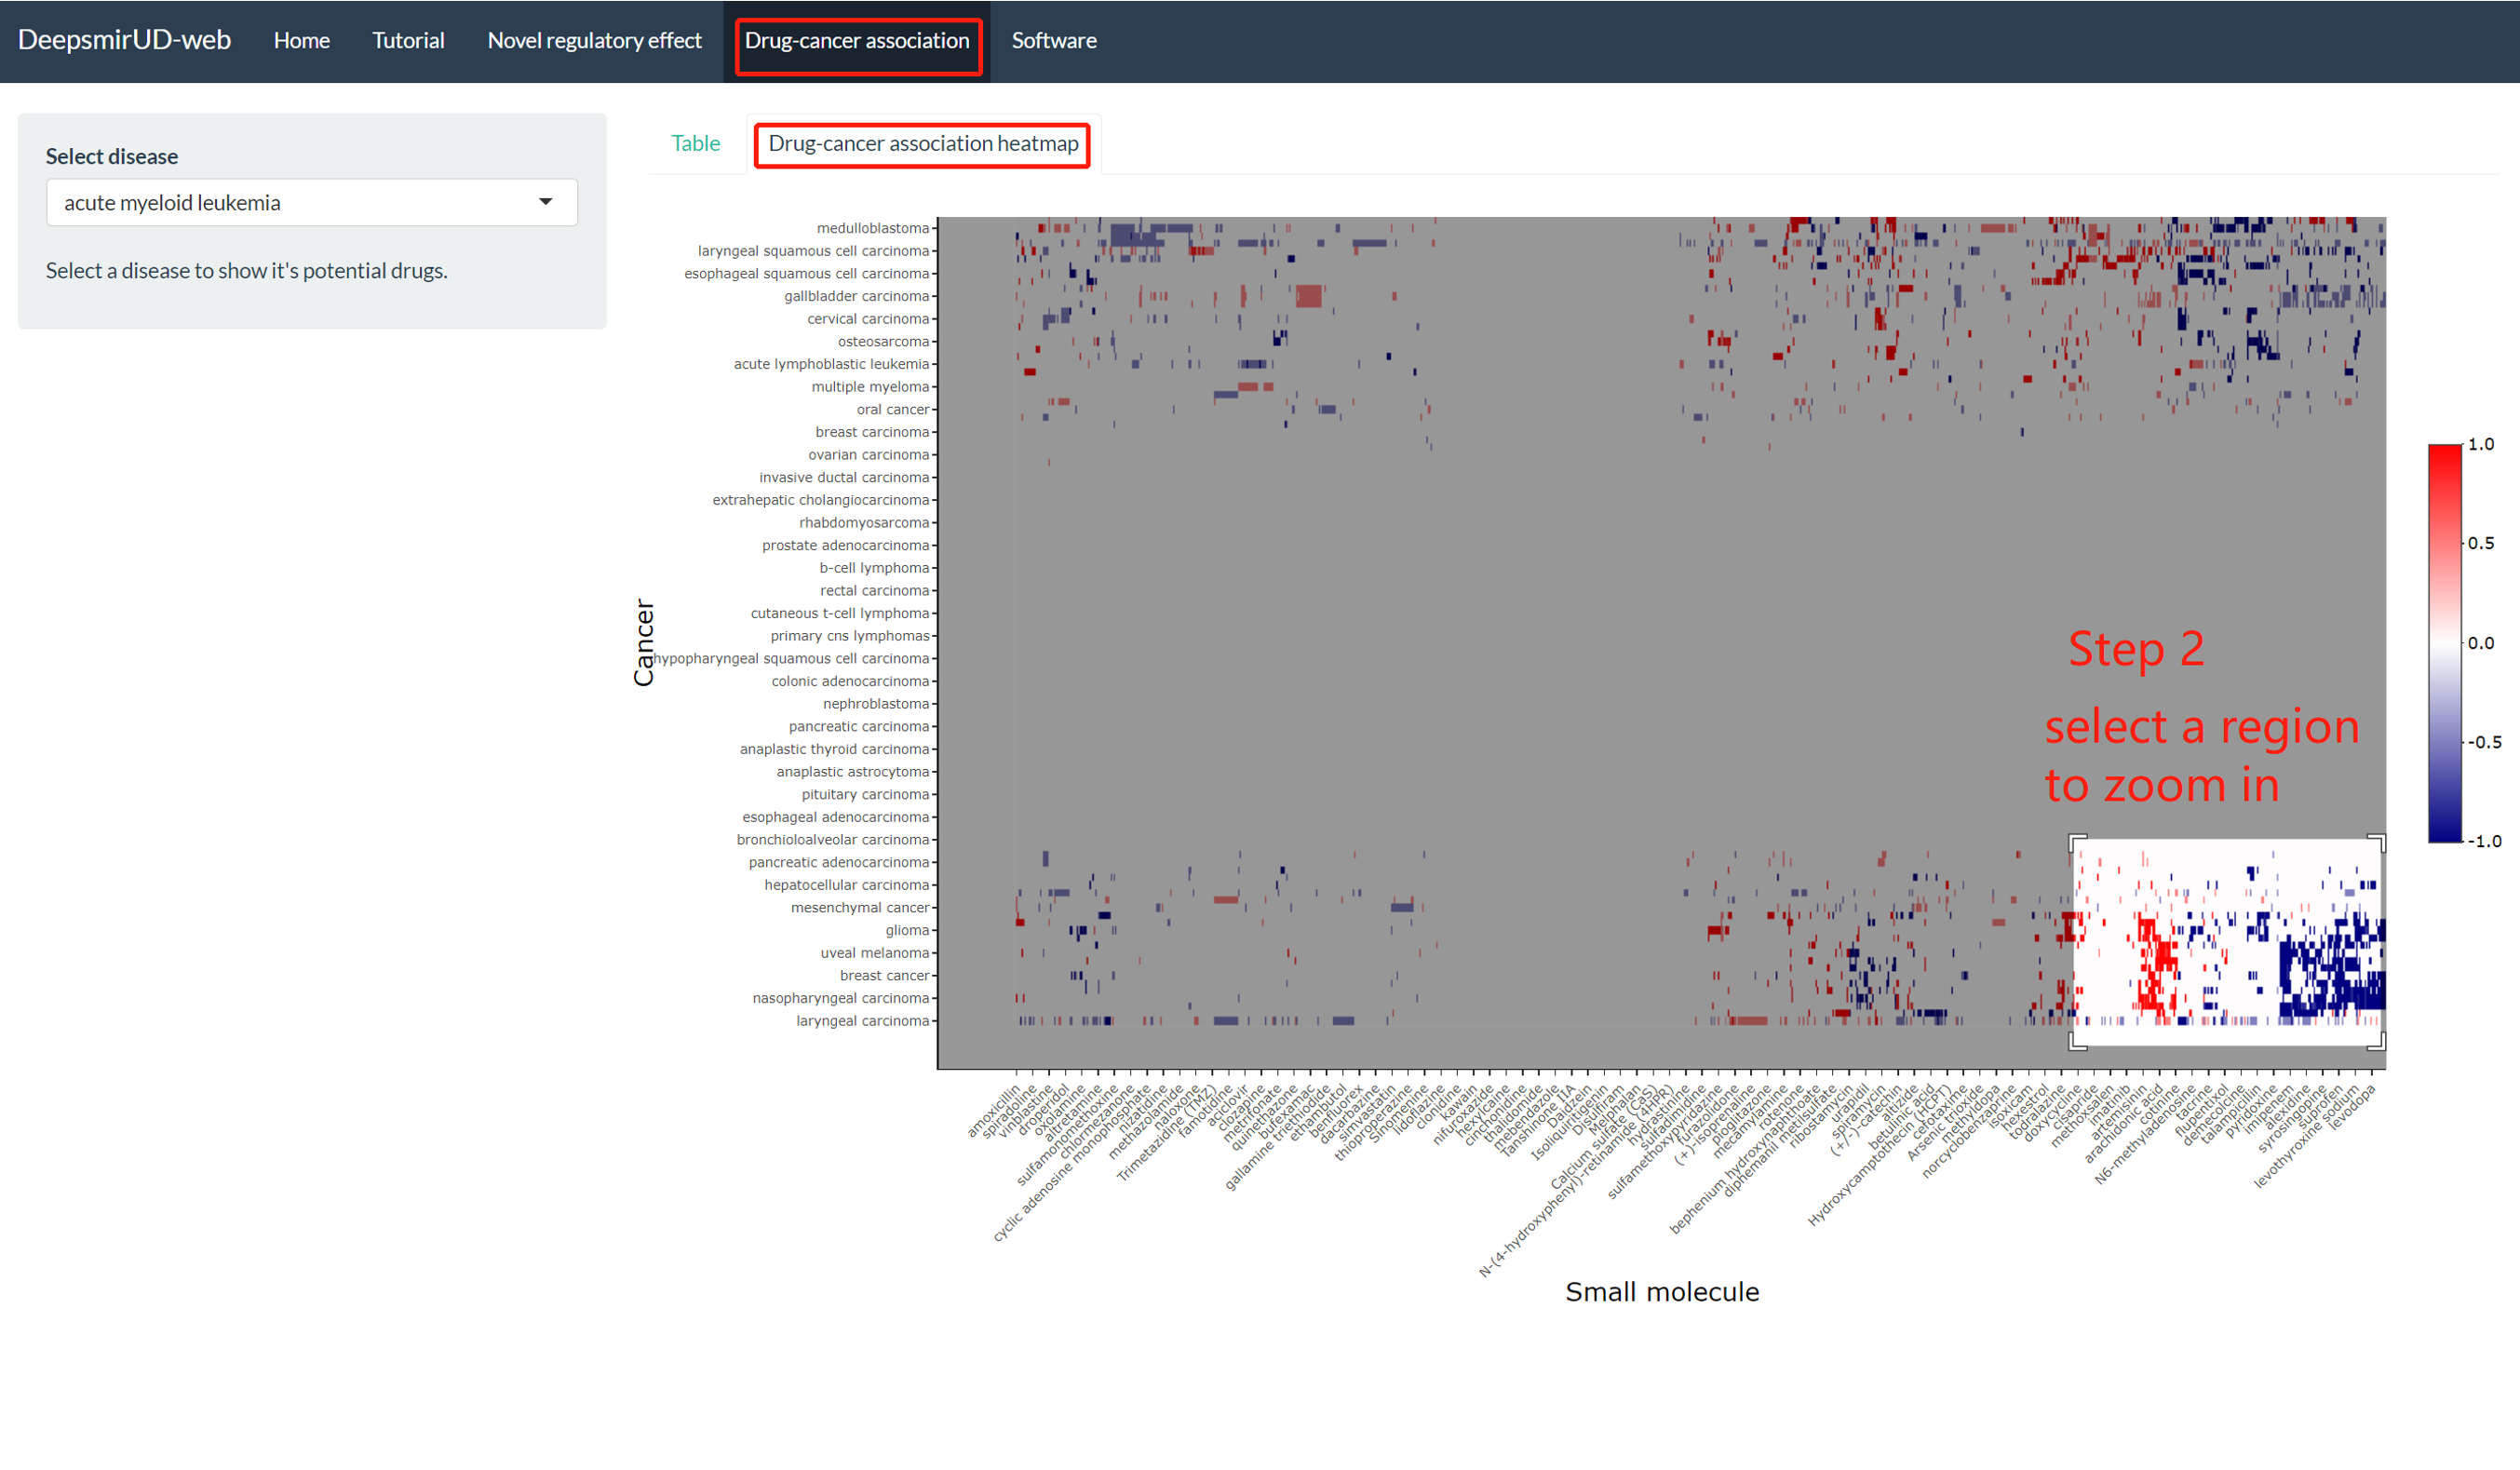 DeepsmirUD-web Home Tutorial Novel regulatory effect Drug-cancer association Software
Select disease
acute myeloid leukemia
Select a disease to show it's potential drugs.
Table Drug-cancer association heatmap
medulloblastoma
laryngeal squamous cell carcinoma
esophageal squamous cell carcinoma
gallbladder carcinoma
cervical carcinoma
osteosarcoma
acute lymphoblastic leukemia
multiple myeloma
oral cancer
breast carcinoma
ovarian carcinoma
invasive ductal carcinoma
extrahepatic cholangiocarcinoma
rhabdomyosarcoma
prostate adenocarcinoma
b-cell lymphoma
rectal carcinoma
cutaneous t-cell lymphoma
primary cns lymphomas
hypopharyngeal squamous cell carcinoma
colonic adenocarcinoma
nephroblastoma
pancreatic carcinoma
anaplastic thyroid carcinoma
anaplastic astrocytoma
pituitary carcinoma
esophageal adenocarcinoma
bronchioloalveolar carcinoma
pancreatic adenocarcinoma
hepatocellular carcinoma
mesenchymal cancer
glioma
uveal melanoma
breast cancer
nasopharyngeal carcinoma
laryngeal carcinoma
Cancer
Step 2
select a region
to zoom in
1.0
0.5
0.0
-0.5
-1.0
amoxicillin
spiradoline
vinblastine
droperidol
oxolamine
altretamine
sulfamonomethoxine
chlormezanone
cyclic adenosine monophosphate
nizatidine
methazolamide
naloxone
Trimetazidine (TMZ)
famotidine
aciclovir
clozapine
metrifonate
quinethazone
bufexamac
gallamine triethiodide
ethambutol
benfluorex
dacarbazine
simvastatin
thioproperazine
Sinomenine
lidoflazine
clonidine
kawain
nifuroxazide
hexylcaine
cinchonidine
thalidomide
mebendazole
Tanshinone IIA
Daidzein
Isoliquiritigenin
Disulfiram
Melphalan
Calcium sulfate (CaS)
N-(4-hydroxyphenyl)-retinamide (4HPR)
hydrastinine
sulfadimidine
sulfamethoxypyridazine
furazolidone
(+)-isoprenaline
pioglitazone
mecamylamine
rotenone
bephenium hydroxynaphthoate
diphemanil metilsulfate
ribostamycin
urapidil
spiramycin
(+/-)-catechin
altizide
betulinic acid
Hydroxycamptothecin (HCPT)
cefotaxime
Arsenic trioxide
methyldopa
norcyclobenzaprine
isoxicam
hexestrol
todralazine
doxycycline
cisapride
methoxsalen
imatinib
artemisinin
arachidonic acid
cotinine
N6-methyladenosine
tacrine
flupentixol
demecolcine
talampicillin
pyridoxine
imipenem
alexidine
syrosingopine
suprofen
levothyroxine sodium
levodopa
Small molecule